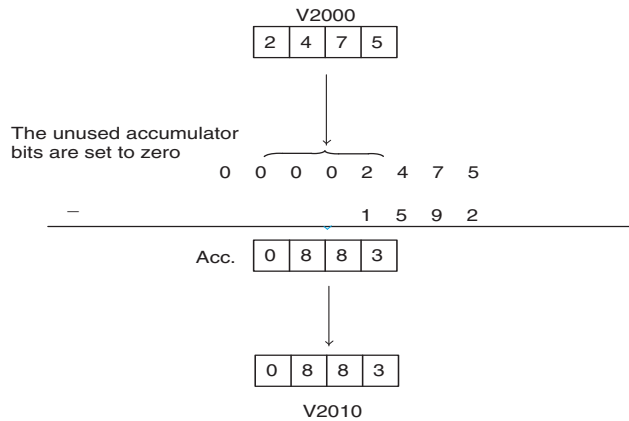 V2000
2 4 7 5
The unused accumulator
bits are set to zero
0 0 0 0 2 4 7 5
– 1 5 9 2
Acc. 0 8 8 3
0 8 8 3
V2010